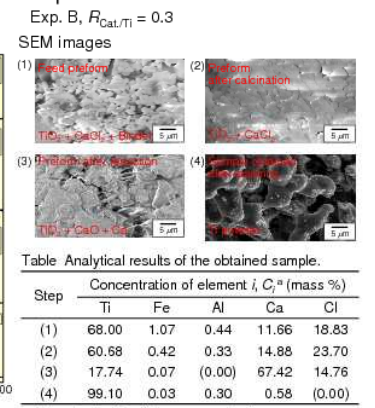 Exp. B, R Cat./Ti = 0.3
SEM images
(1) Feed preform
TiO2 + CaCl2 + Binder
5 μm
(2) Preform
after calcination
TiO2 + CaCl2
5 μm
(3) Preform after reduction
TiO2 + CaO + Ca
5 μm
(4)
after leaching
Ti powder
5 μm
Table Analytical results of the obtained sample.
Step Concentration of element i, Ci a (mass %)
Ti Fe Al Ca Cl
(1) 68.00 1.07 0.44 11.66 18.83
(2) 60.68 0.42 0.33 14.88 23.70
(3) 17.74 0.07 (0.00) 67.42 14.76
(4) 99.10 0.03 0.30 0.58 (0.00)
00